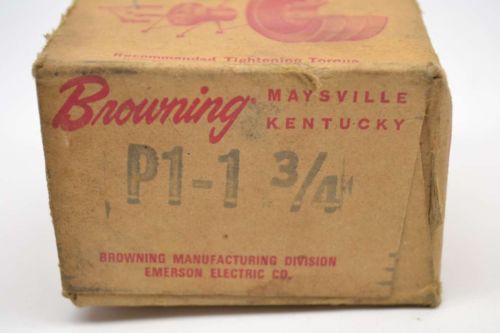 Recommended Tightening Torque
Browning MAYSVILLE
KENTUCKY
P1-1 3/4
BROWNING MANUFACTURING DIVISION
EMERSON ELECTRIC CO.